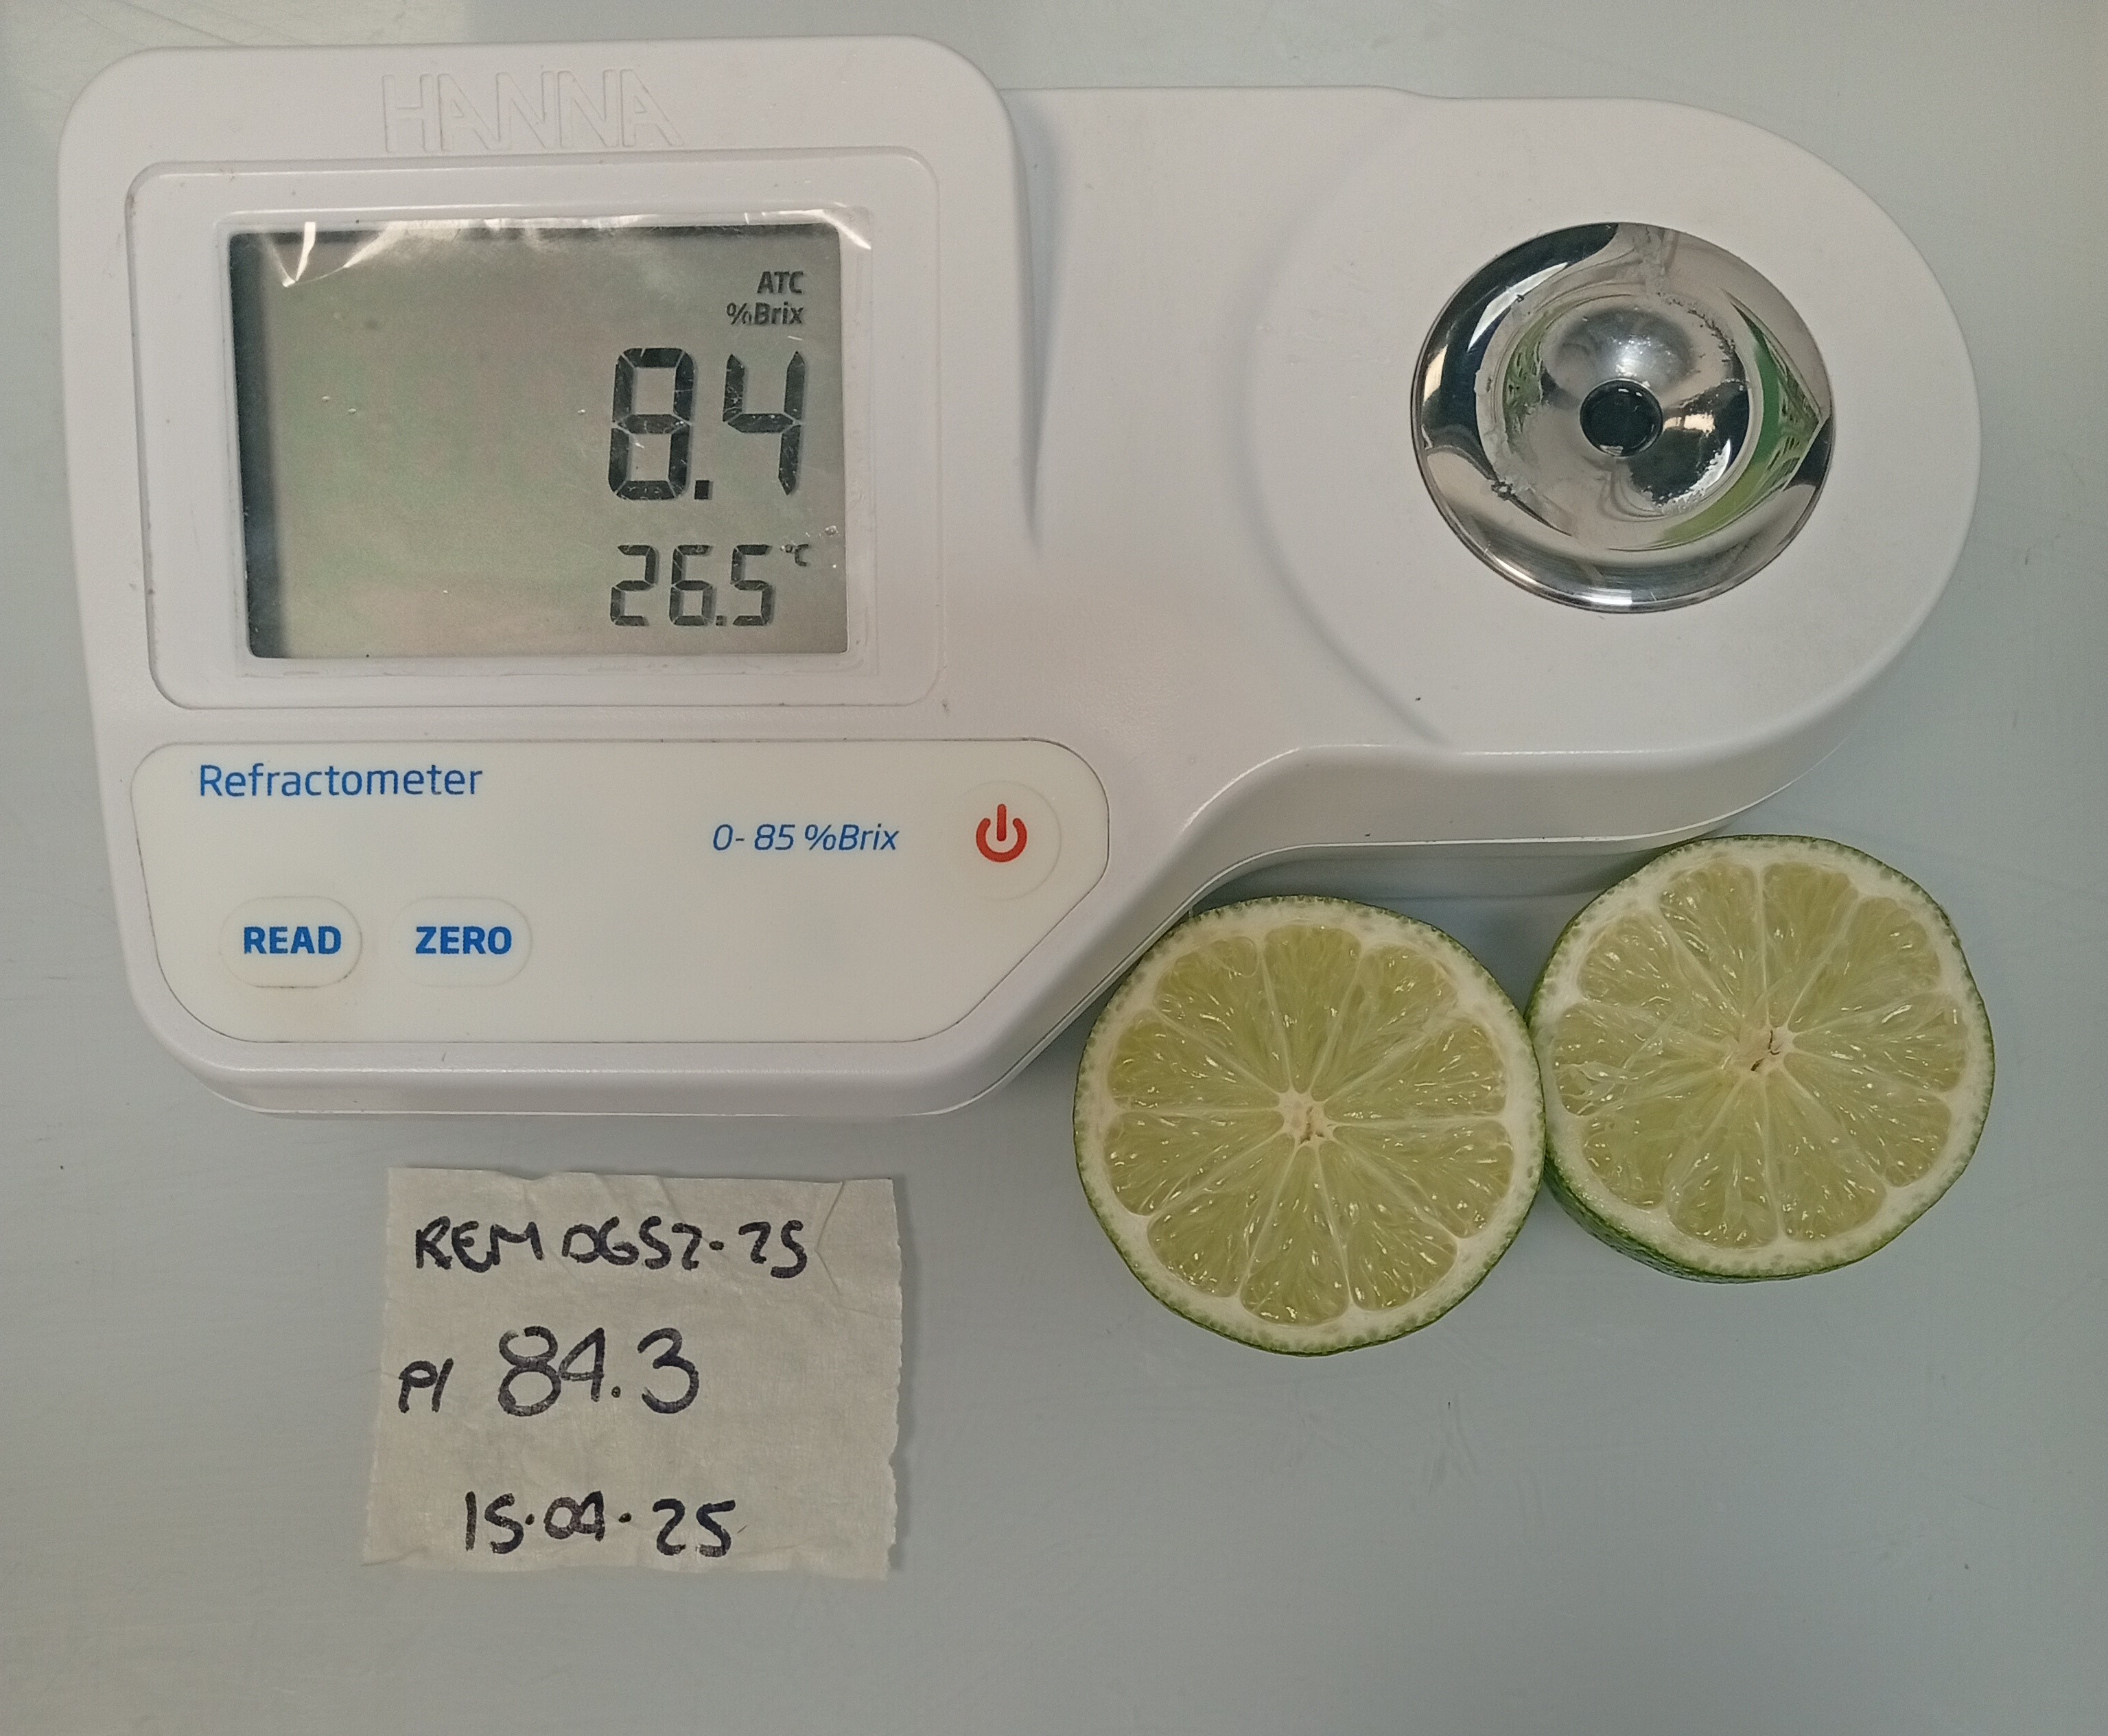 HANNA
ATC
%Brix
8.4
26.5 °C
Refractometer
0-85 %Brix
READ ZERO
REM 0652-25
P1 84.3
15.04.25